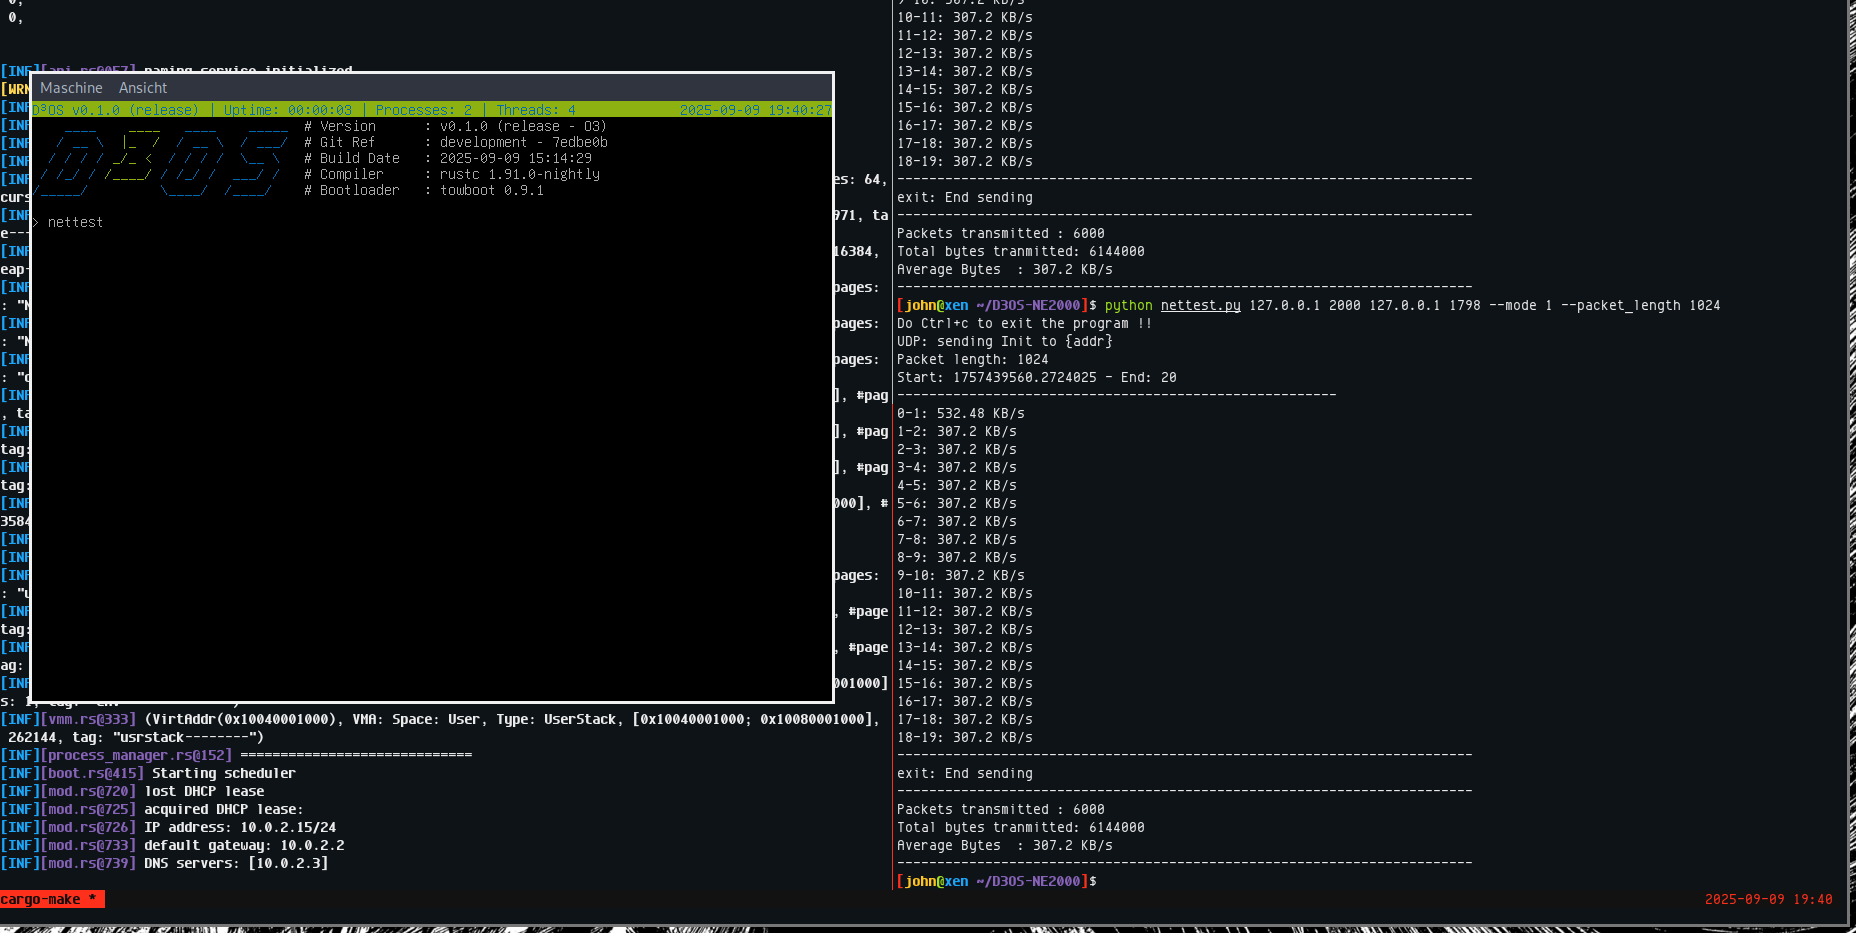 0,
0,
[INF][api.rs@057] naming service initialized
[WRN
[INF
[INF
[INF
[INF
[INF
es: 64,
curs
[INF
971, ta
e---
[INF
16384,
eap-
[INF
pages:
: "N
[INF
pages:
: "N
[INF
pages:
: "c
[INF
], #pag
, ta
[INF
], #pag
tag:
[INF
], #pag
tag:
[INF
000], #
3584
[INF
[INF
[INF
pages:
: "u
[INF
, #page
tag:
[INF
, #page
ag:
[INF
001000]
[INF][vmm.rs@333] (VirtAddr(0x10040001000), VMA: Space: User, Type: UserStack, [0x10040001000; 0x10080001000],
262144, tag: "usrstack--------")
[INF][process_manager.rs@152] =============================
[INF][boot.rs@415] Starting scheduler
[INF][mod.rs@720] lost DHCP lease
[INF][mod.rs@725] acquired DHCP lease:
[INF][mod.rs@726] IP address: 10.0.2.15/24
[INF][mod.rs@733] default gateway: 10.0.2.2
[INF][mod.rs@739] DNS servers: [10.0.2.3]
cargo-make *
Maschine Ansicht
D³OS v0.1.0 (release) | Uptime: 00:00:03 | Processes: 2 | Threads: 4 2025-09-09 19:40:27
# Version : v0.1.0 (release - O3)
# Git Ref : development - 7edbe0b
# Build Date : 2025-09-09 15:14:29
# Compiler : rustc 1.91.0-nightly
# Bootloader : towboot 0.9.1
> nettest
9-10: 307.2 KB/s
10-11: 307.2 KB/s
11-12: 307.2 KB/s
12-13: 307.2 KB/s
13-14: 307.2 KB/s
14-15: 307.2 KB/s
15-16: 307.2 KB/s
16-17: 307.2 KB/s
17-18: 307.2 KB/s
18-19: 307.2 KB/s
------------------------------------------------------------------------
exit: End sending
------------------------------------------------------------------------
Packets transmitted : 6000
Total bytes tranmitted: 6144000
Average Bytes  : 307.2 KB/s
------------------------------------------------------------------------
[john@xen ~/D3OS-NE2000]$ python nettest.py 127.0.0.1 2000 127.0.0.1 1798 --mode 1 --packet_length 1024
Do Ctrl+c to exit the program !!
UDP: sending Init to {addr}
Packet length: 1024
Start: 1757439560.2724025 - End: 20
-------------------------------------------------------
0-1: 532.48 KB/s
1-2: 307.2 KB/s
2-3: 307.2 KB/s
3-4: 307.2 KB/s
4-5: 307.2 KB/s
5-6: 307.2 KB/s
6-7: 307.2 KB/s
7-8: 307.2 KB/s
8-9: 307.2 KB/s
9-10: 307.2 KB/s
10-11: 307.2 KB/s
11-12: 307.2 KB/s
12-13: 307.2 KB/s
13-14: 307.2 KB/s
14-15: 307.2 KB/s
15-16: 307.2 KB/s
16-17: 307.2 KB/s
17-18: 307.2 KB/s
18-19: 307.2 KB/s
------------------------------------------------------------------------
exit: End sending
------------------------------------------------------------------------
Packets transmitted : 6000
Total bytes tranmitted: 6144000
Average Bytes  : 307.2 KB/s
------------------------------------------------------------------------
[john@xen ~/D3OS-NE2000]$
2025-09-09 19:40